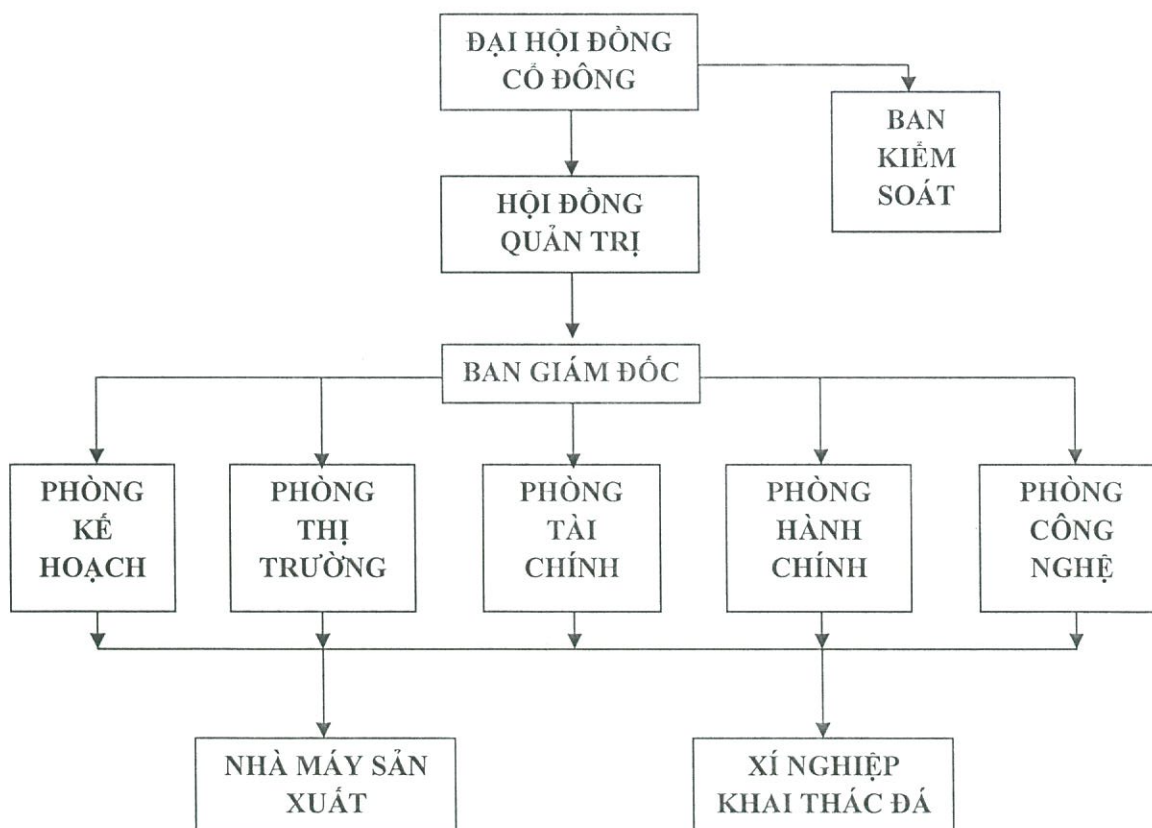 ĐẠI HỘI ĐỒNG
CỔ ĐÔNG
BAN
KIỂM
SOÁT
HỘI ĐỒNG
QUẢN TRỊ
BAN GIÁM ĐỐC
PHÒNG
KẾ
HOẠCH
PHÒNG
THỊ
TRƯỜNG
PHÒNG
TÀI
CHÍNH
PHÒNG
HÀNH
CHÍNH
PHÒNG
CÔNG
NGHỆ
NHÀ MÁY SẢN
XUẤT
XÍ NGHIỆP
KHAI THÁC ĐÁ